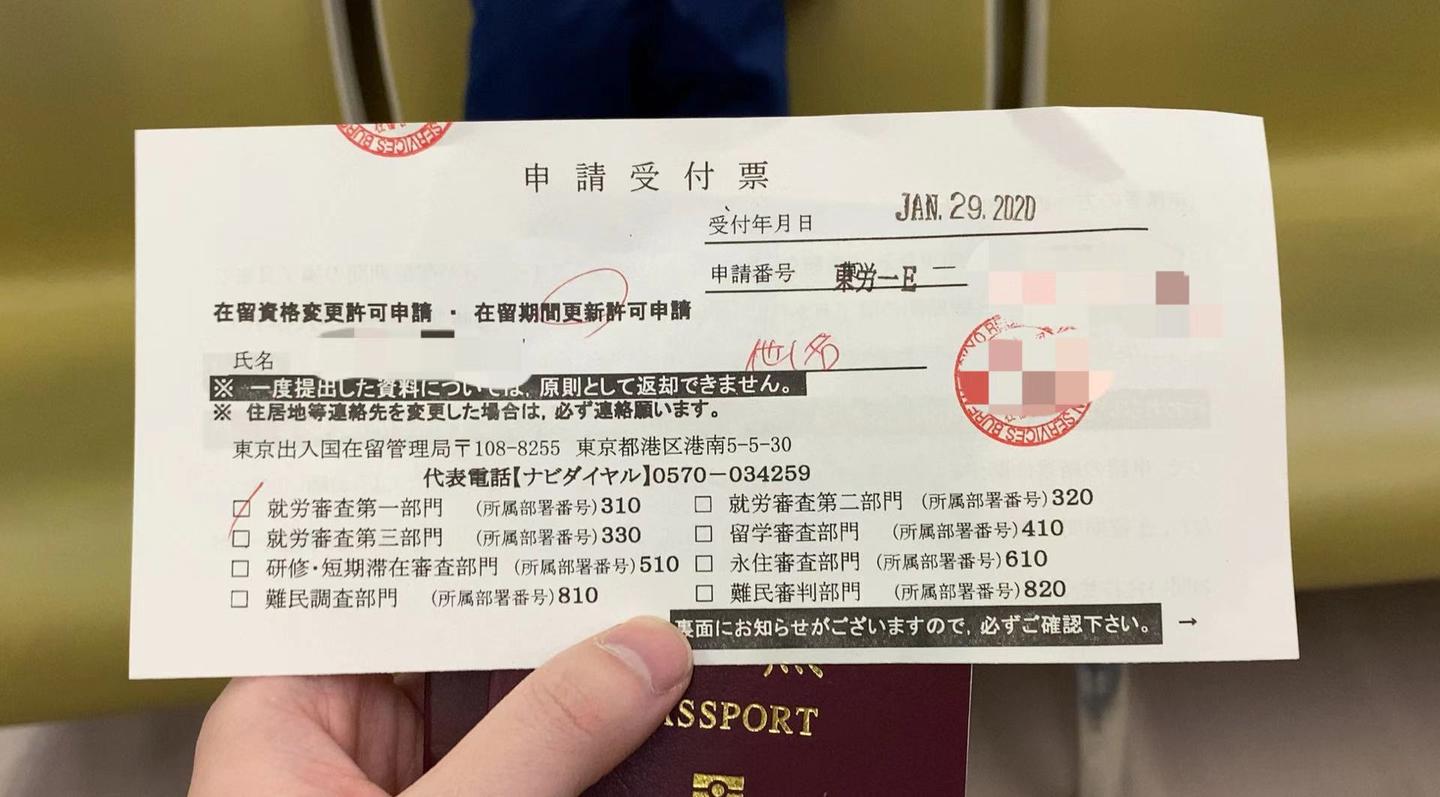 申請受付票
受付年月日 JAN. 29. 2020
申請番号 東労一E
在留資格変更許可申請 ・ 在留期間更新許可申請
氏名 他1名
※ 一度提出した資料については、原則として返却できません。
※ 住居地等連絡先を変更した場合は、必ず連絡願います。
東京出入国在留管理局〒108-8255 東京都港区港南5-5-30
代表電話【ナビダイヤル】0570-034259
☐ 就労審査第一部門 (所属部署番号)310 ☐ 就労審査第二部門 (所属部署番号)320
☐ 就労審査第三部門 (所属部署番号)330 ☐ 留学審査部門 (所属部署番号)410
☐ 研修・短期滞在審査部門 (所属部署番号)510 ☐ 永住審査部門 (所属部署番号)610
☐ 難民調査部門 (所属部署番号)810 ☐ 難民審判部門 (所属部署番号)820
裏面にお知らせがございますので、必ずご確認下さい。 →
SERVICES
SERVICES
PASSPORT